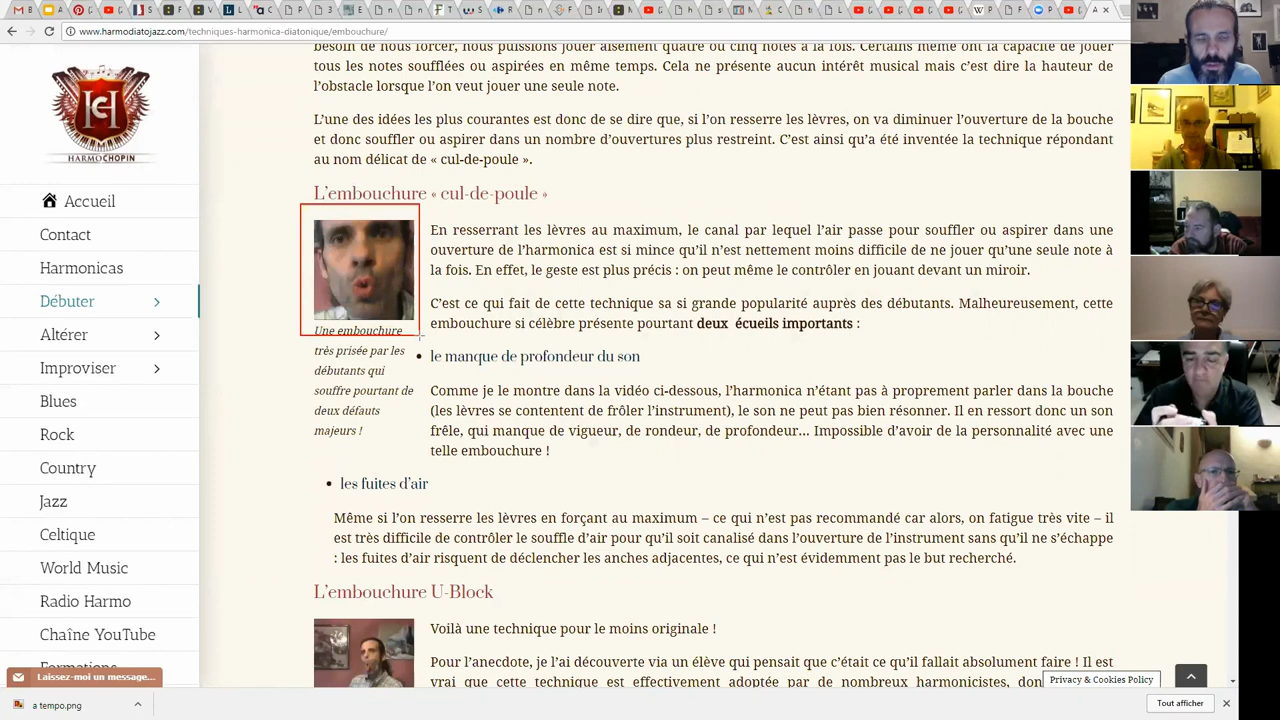 www.harmodiatojazz.com/techniques-harmonica-diatonique/embouchure/
HARMOCHOPIN
Accueil
Contact
Harmonicas
Débuter
Altérer
Improviser
Blues
Rock
Country
Jazz
Celtique
World Music
Radio Harmo
Chaîne YouTube
Formations
besoin de nous forcer, nous puissions jouer aisément quatre ou cinq notes à la fois. Certains même ont la capacité de jouer
tous les notes soufflées ou aspirées en même temps. Cela ne présente aucun intérêt musical mais c’est dire la hauteur de
l’obstacle lorsque l’on veut jouer une seule note.
L’une des idées les plus courantes est donc de se dire que, si l’on resserre les lèvres, on va diminuer l’ouverture de la bouche
et donc souffler ou aspirer dans un nombre d’ouvertures plus restreint. C’est ainsi qu’a été inventée la technique répondant
au nom délicat de « cul-de-poule ».
L’embouchure « cul-de-poule »
Une embouchure
très prisée par les
débutants qui
souffre pourtant de
deux défauts
majeurs !
En resserrant les lèvres au maximum, le canal par lequel l’air passe pour souffler ou aspirer dans une
ouverture de l’harmonica est si mince qu’il n’est nettement moins difficile de ne jouer qu’une seule note à
la fois. En effet, le geste est plus précis : on peut même le contrôler en jouant devant un miroir.
C’est ce qui fait de cette technique sa si grande popularité auprès des débutants. Malheureusement, cette
embouchure si célèbre présente pourtant deux écueils importants :
• le manque de profondeur du son
Comme je le montre dans la vidéo ci-dessous, l’harmonica n’étant pas à proprement parler dans la bouche
(les lèvres se contentent de frôler l’instrument), le son ne peut pas bien résonner. Il en ressort donc un son
frêle, qui manque de vigueur, de rondeur, de profondeur… Impossible d’avoir de la personnalité avec une
telle embouchure !
• les fuites d’air
Même si l’on resserre les lèvres en forçant au maximum – ce qui n’est pas recommandé car alors, on fatigue très vite – il
est très difficile de contrôler le souffle d’air pour qu’il soit canalisé dans l’ouverture de l’instrument sans qu’il ne s’échappe
: les fuites d’air risquent de déclencher les anches adjacentes, ce qui n’est évidemment pas le but recherché.
L’embouchure U-Block
Voilà une technique pour le moins originale !
Pour l’anecdote, je l’ai découverte via un élève qui pensait que c’était ce qu’il fallait absolument faire ! Il est
vrai que cette technique est effectivement adoptée par de nombreux harmonicistes, don
Laissez-moi un message...
Privacy & Cookies Policy
a tempo.png
Tout afficher